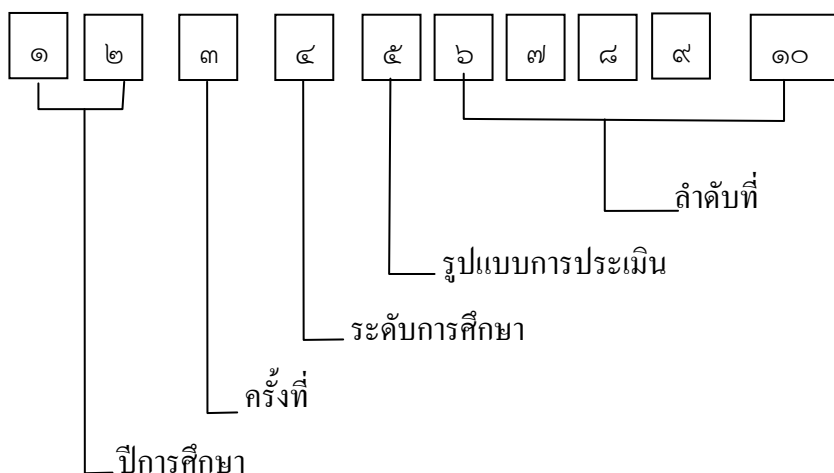 ๑ ๒ ๓ ๔ ๕ ๖ ๗ ๘ ๙ ๑๐
ลำดับที่
รูปแบบการประเมิน
ระดับการศึกษา
ครั้งที่
ปีการศึกษา